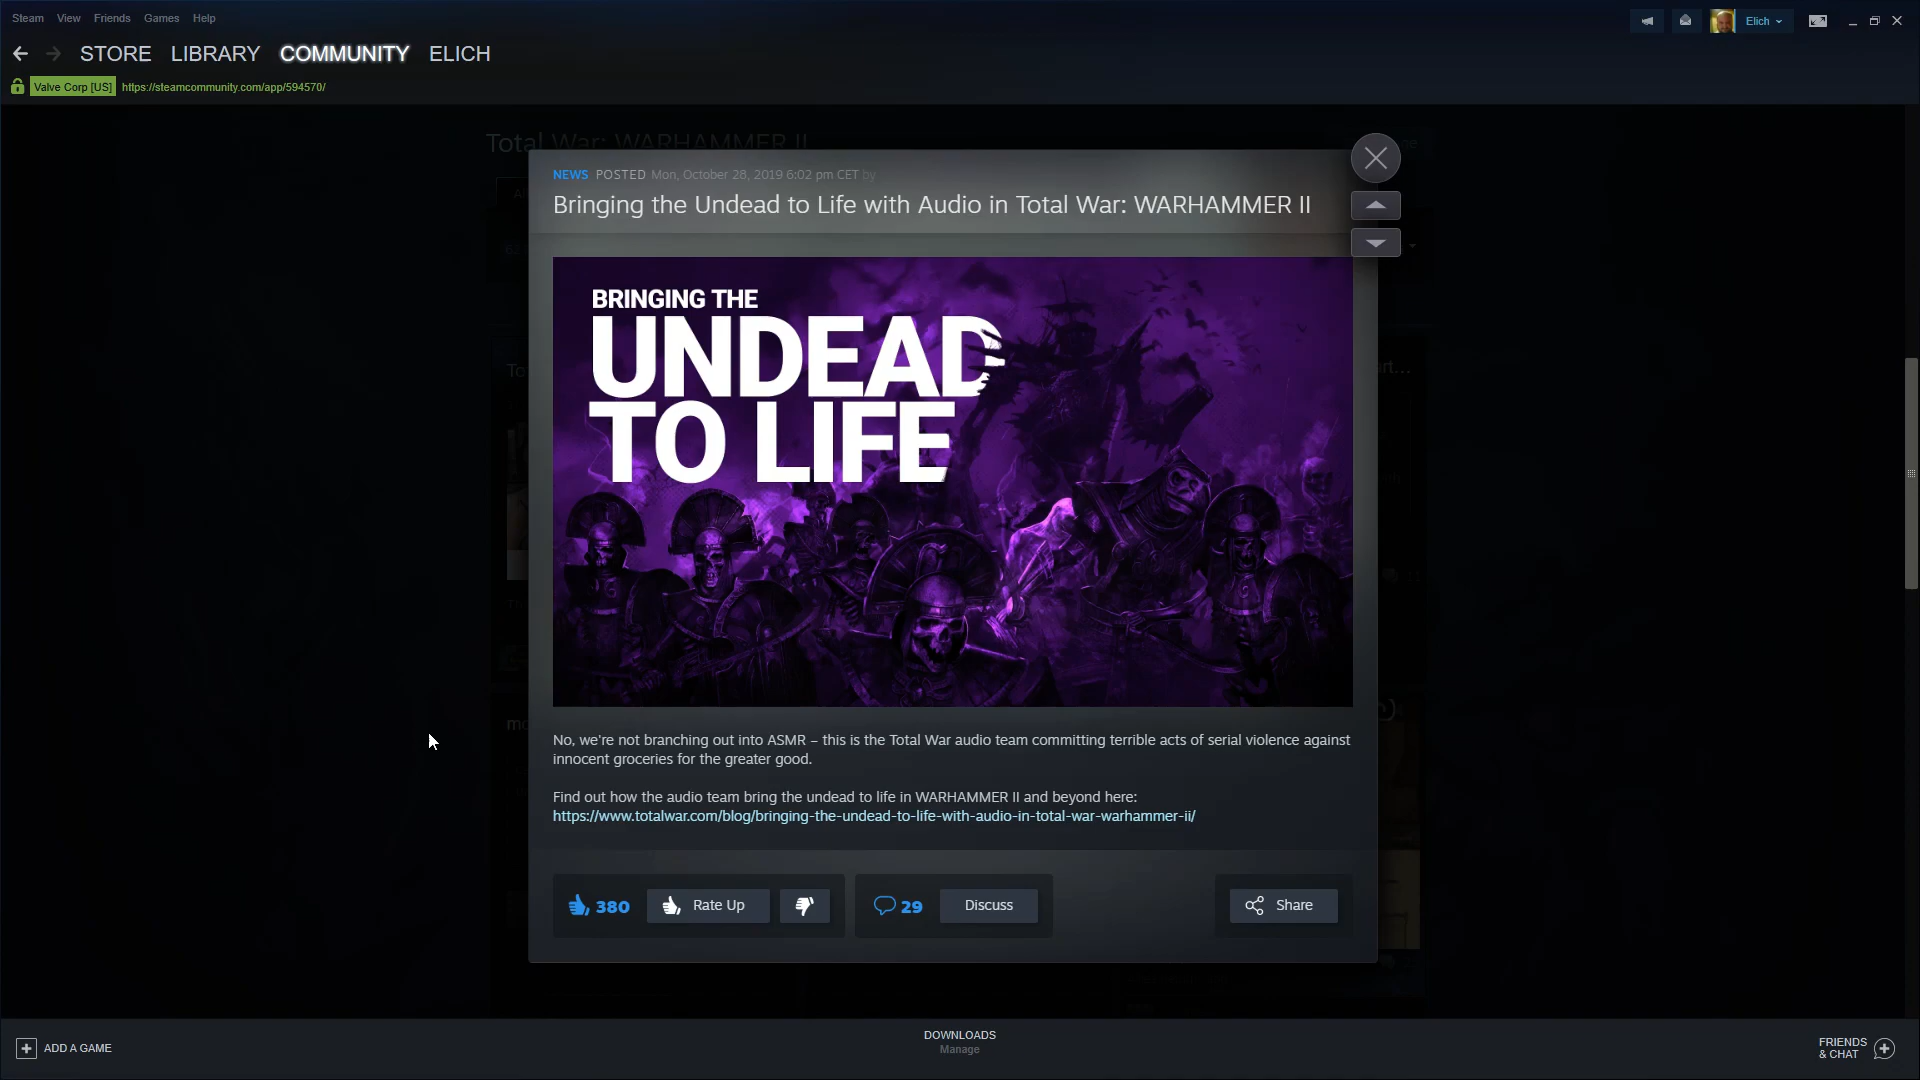 Steam View Friends Games Help
Elich
STORE LIBRARY COMMUNITY ELICH
Valve Corp [US] https://steamcommunity.com/app/594570/
Total War: WARHAMMER II
NEWS POSTED Mon, October 28, 2019 6:02 pm CET by
Bringing the Undead to Life with Audio in Total War: WARHAMMER II
BRINGING THE
UNDEAD
TO LIFE
No, we're not branching out into ASMR – this is the Total War audio team committing terrible acts of serial violence against
innocent groceries for the greater good.
Find out how the audio team bring the undead to life in WARHAMMER II and beyond here:
https://www.totalwar.com/blog/bringing-the-undead-to-life-with-audio-in-total-war-warhammer-ii/
380 Rate Up 29 Discuss Share
ADD A GAME
DOWNLOADS
Manage
FRIENDS
& CHAT